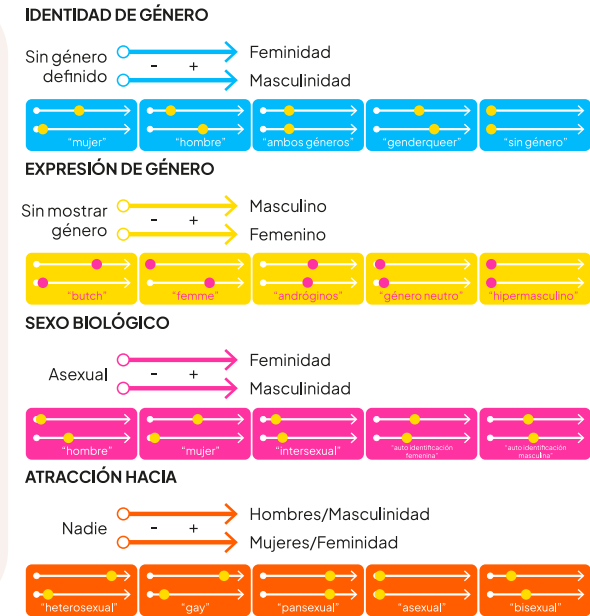 IDENTIDAD DE GÉNERO
Sin género
definido
- +
Feminidad
Masculinidad
"mujer" "hombre" "ambos géneros" "genderqueer" "sin género"
EXPRESIÓN DE GÉNERO
Sin mostrar
género
- +
Masculino
Femenino
"butch" "femme" "andróginos" "género neutro" "hipermasculino"
SEXO BIOLÓGICO
Asexual
- +
Feminidad
Masculinidad
"hombre" "mujer" "intersexual" "auto identificación femenina" "auto identificación masculina"
ATRACCIÓN HACIA
Nadie
- +
Hombres/Masculinidad
Mujeres/Feminidad
"heterosexual" "gay" "pansexual" "asexual" "bisexual"